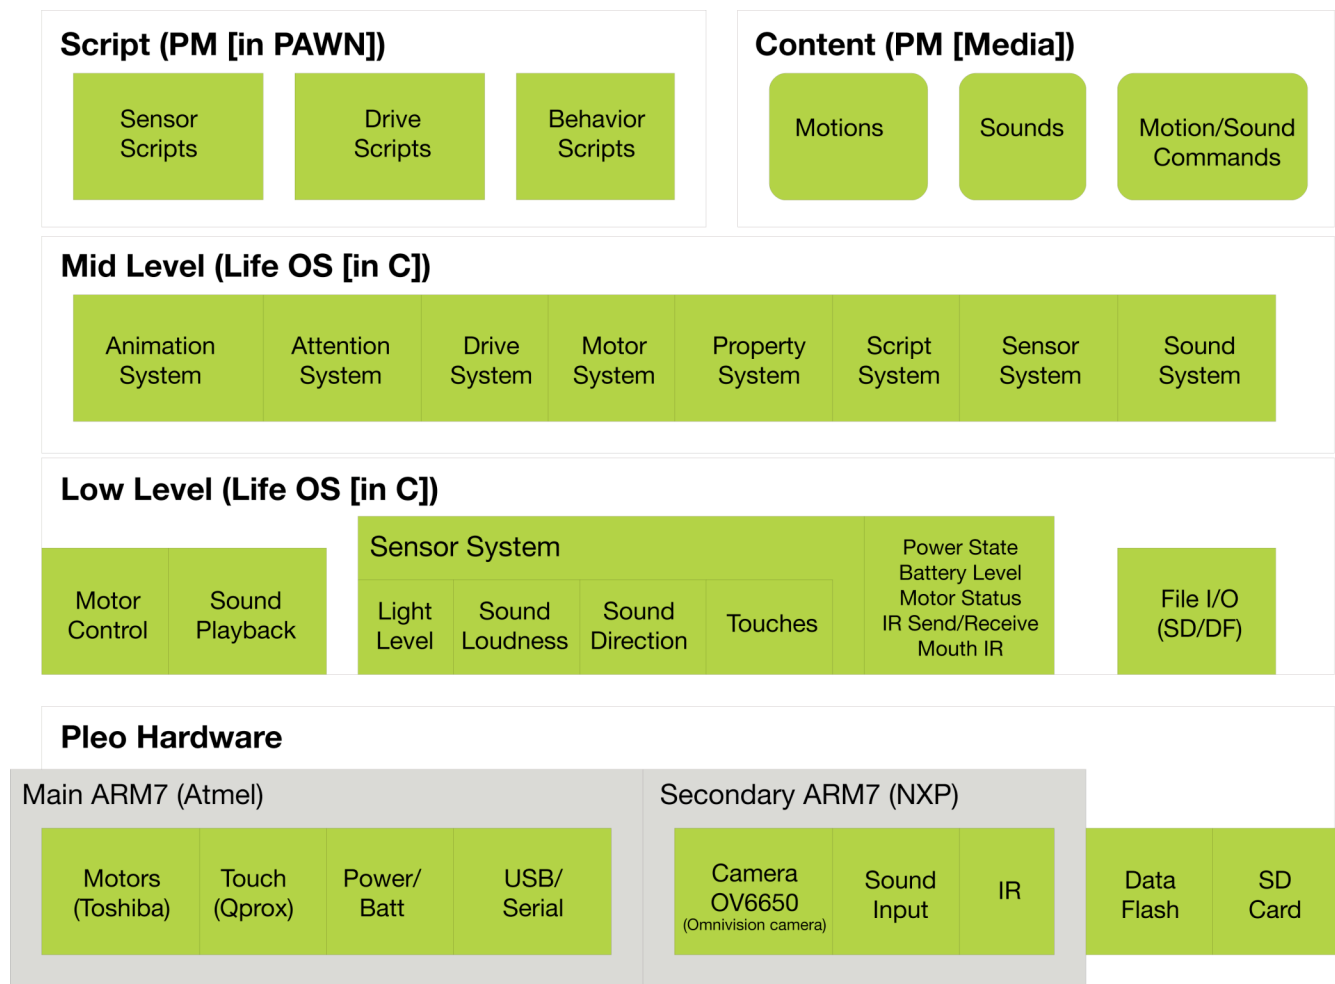 Script (PM [in PAWN])
Sensor
Scripts
Drive
Scripts
Behavior
Scripts
Content (PM [Media])
Motions
Sounds
Motion/Sound
Commands
Mid Level (Life OS [in C])
Animation
System
Attention
System
Drive
System
Motor
System
Property
System
Script
System
Sensor
System
Sound
System
Low Level (Life OS [in C])
Motor
Control
Sound
Playback
Sensor System
Light
Level
Sound
Loudness
Sound
Direction
Touches
Power State
Battery Level
Motor Status
IR Send/Receive
Mouth IR
File I/O
(SD/DF)
Pleo Hardware
Main ARM7 (Atmel)
Motors
(Toshiba)
Touch
(Qprox)
Power/
Batt
USB/
Serial
Secondary ARM7 (NXP)
Camera
OV6650
(Omnivision camera)
Sound
Input
IR
Data
Flash
SD
Card